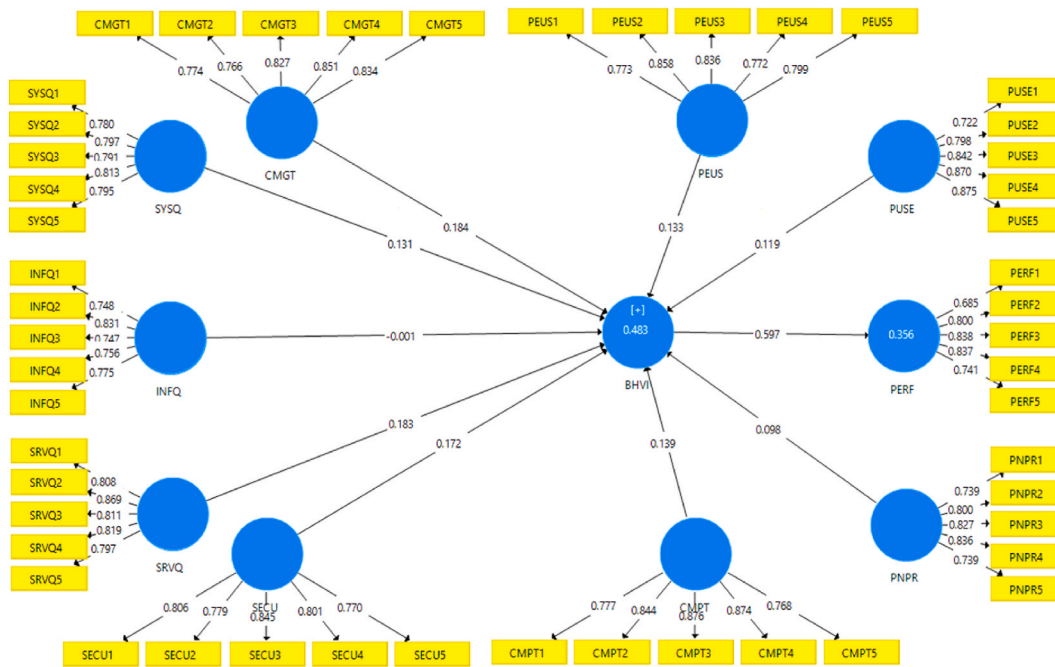 CMGT1 CMGT2 CMGT3 CMGT4 CMGT5
0.774 0.766 0.827 0.851 0.834
CMGT
PEUS1 PEUS2 PEUS3 PEUS4 PEUS5
0.773 0.858 0.836 0.772 0.799
PEUS
SYSQ1
SYSQ2
SYSQ3
SYSQ4
SYSQ5
0.780
0.797
0.791
0.813
0.795
SYSQ
PUSE1
PUSE2
PUSE3
PUSE4
PUSE5
0.722
0.798
0.842
0.870
0.875
PUSE
0.184
0.131
0.133
0.119
INFQ1
INFQ2
INFQ3
INFQ4
INFQ5
0.748
0.831
0.747
0.756
0.775
INFQ
-0.001
[+]
0.483
BHVI
0.597
0.356
PERF
0.685
0.800
0.838
0.837
0.741
PERF1
PERF2
PERF3
PERF4
PERF5
0.183
0.172
0.139
0.098
SRVQ1
SRVQ2
SRVQ3
SRVQ4
SRVQ5
0.808
0.869
0.811
0.819
0.797
SRVQ
PNPR1
PNPR2
PNPR3
PNPR4
PNPR5
0.739
0.800
0.827
0.836
0.739
PNPR
SECU
0.806 0.779 0.845 0.801 0.770
SECU1 SECU2 SECU3 SECU4 SECU5
CMPT
0.777 0.844 0.876 0.874 0.768
CMPT1 CMPT2 CMPT3 CMPT4 CMPT5